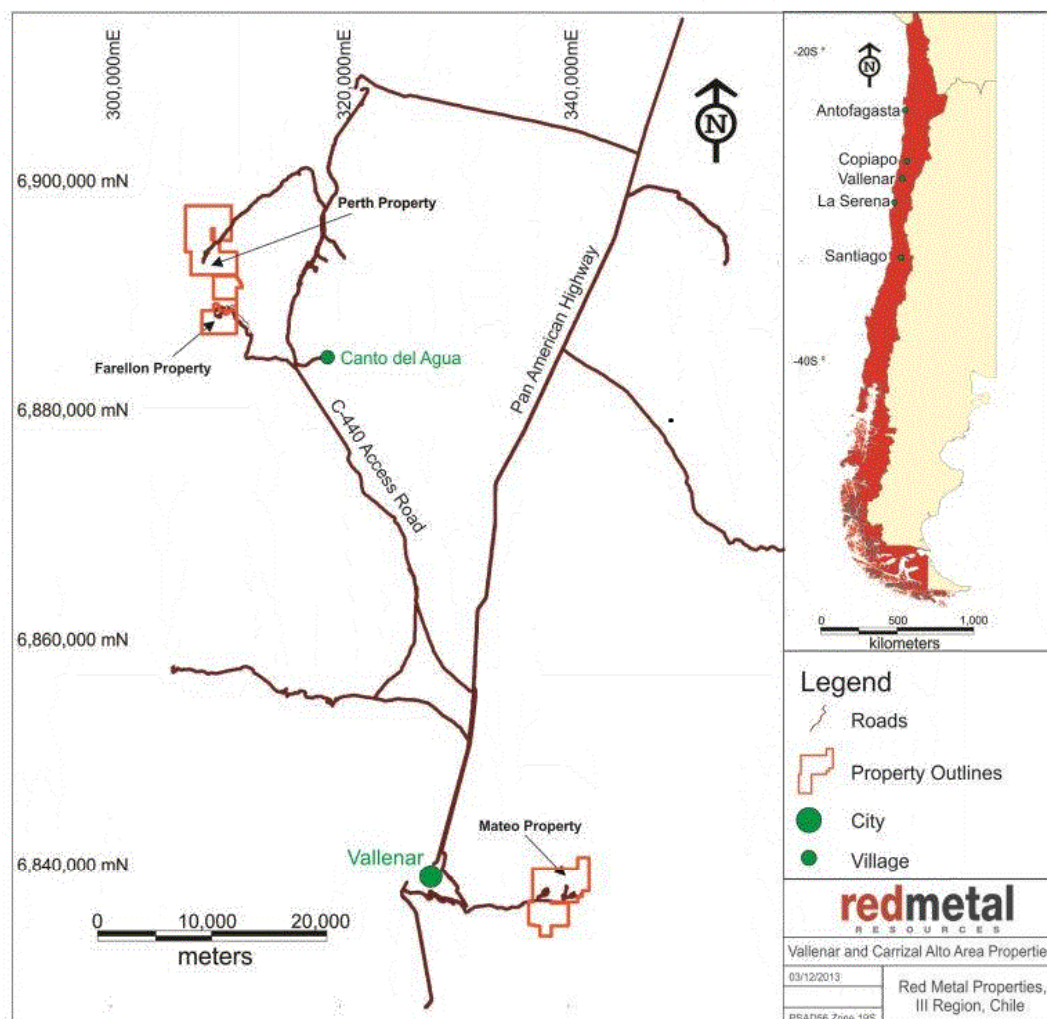 300,000mE
320,000mE
340,000mE
N
6,900,000 mN
Perth Property
Farellon Property
Canto del Agua
6,880,000 mN
C-440 Access Road
Pan American Highway
6,860,000 mN
Mateo Property
Vallenar
6,840,000 mN
0 10,000 20,000
meters
-20S °
N
Antofagasta
Copiapo
Vallenar
La Serena
Santiago
-40S °
0 500 1,000
kilometers
Legend
Roads
Property Outlines
City
Village
redmetal
RESOURCES
Vallenar and Carrizal Alto Area Propertie
03/12/2013
Red Metal Properties,
III Region, Chile
PSAD56 Zone 19S